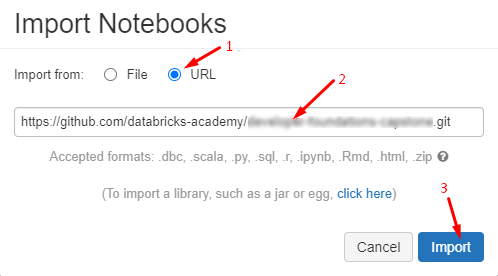 Import Notebooks
1
Import from: File URL
2
https://github.com/databricks-academy/ .git
Accepted formats: .dbc, .scala, .py, .sql, .r, .ipynb, .Rmd, .html, .zip ?
(To import a library, such as a jar or egg, click here)
3
Cancel Import